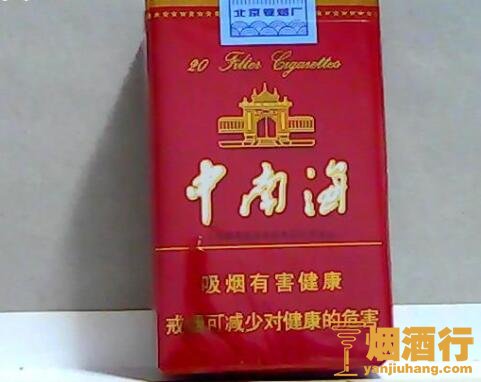 北京卷烟厂
20 Filter Cigarettes
中南海
吸烟有害健康
戒烟可减少对健康的危害
烟酒行
yanjiuhang.com